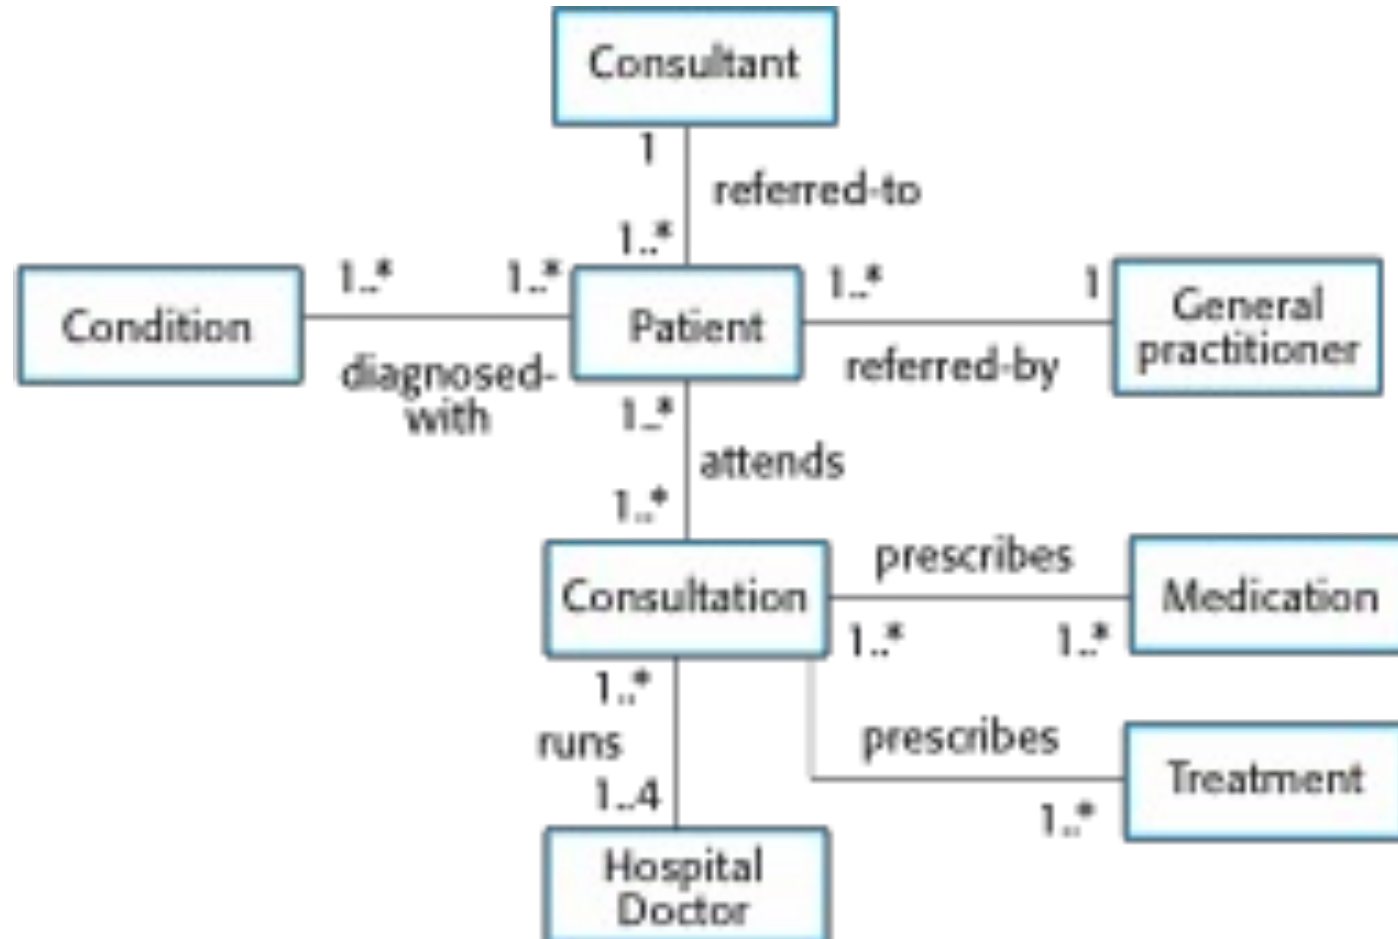 Consultant
1
referred-to
1..*
1..*
1..*
1..*
1
Condition
Patient
General
practitioner
diagnosed-
with
referred-by
1..*
attends
1..*
prescribes
Consultation
Medication
1..*
1..*
1..*
runs
prescribes
1..4
Treatment
1..*
Hospital
Doctor